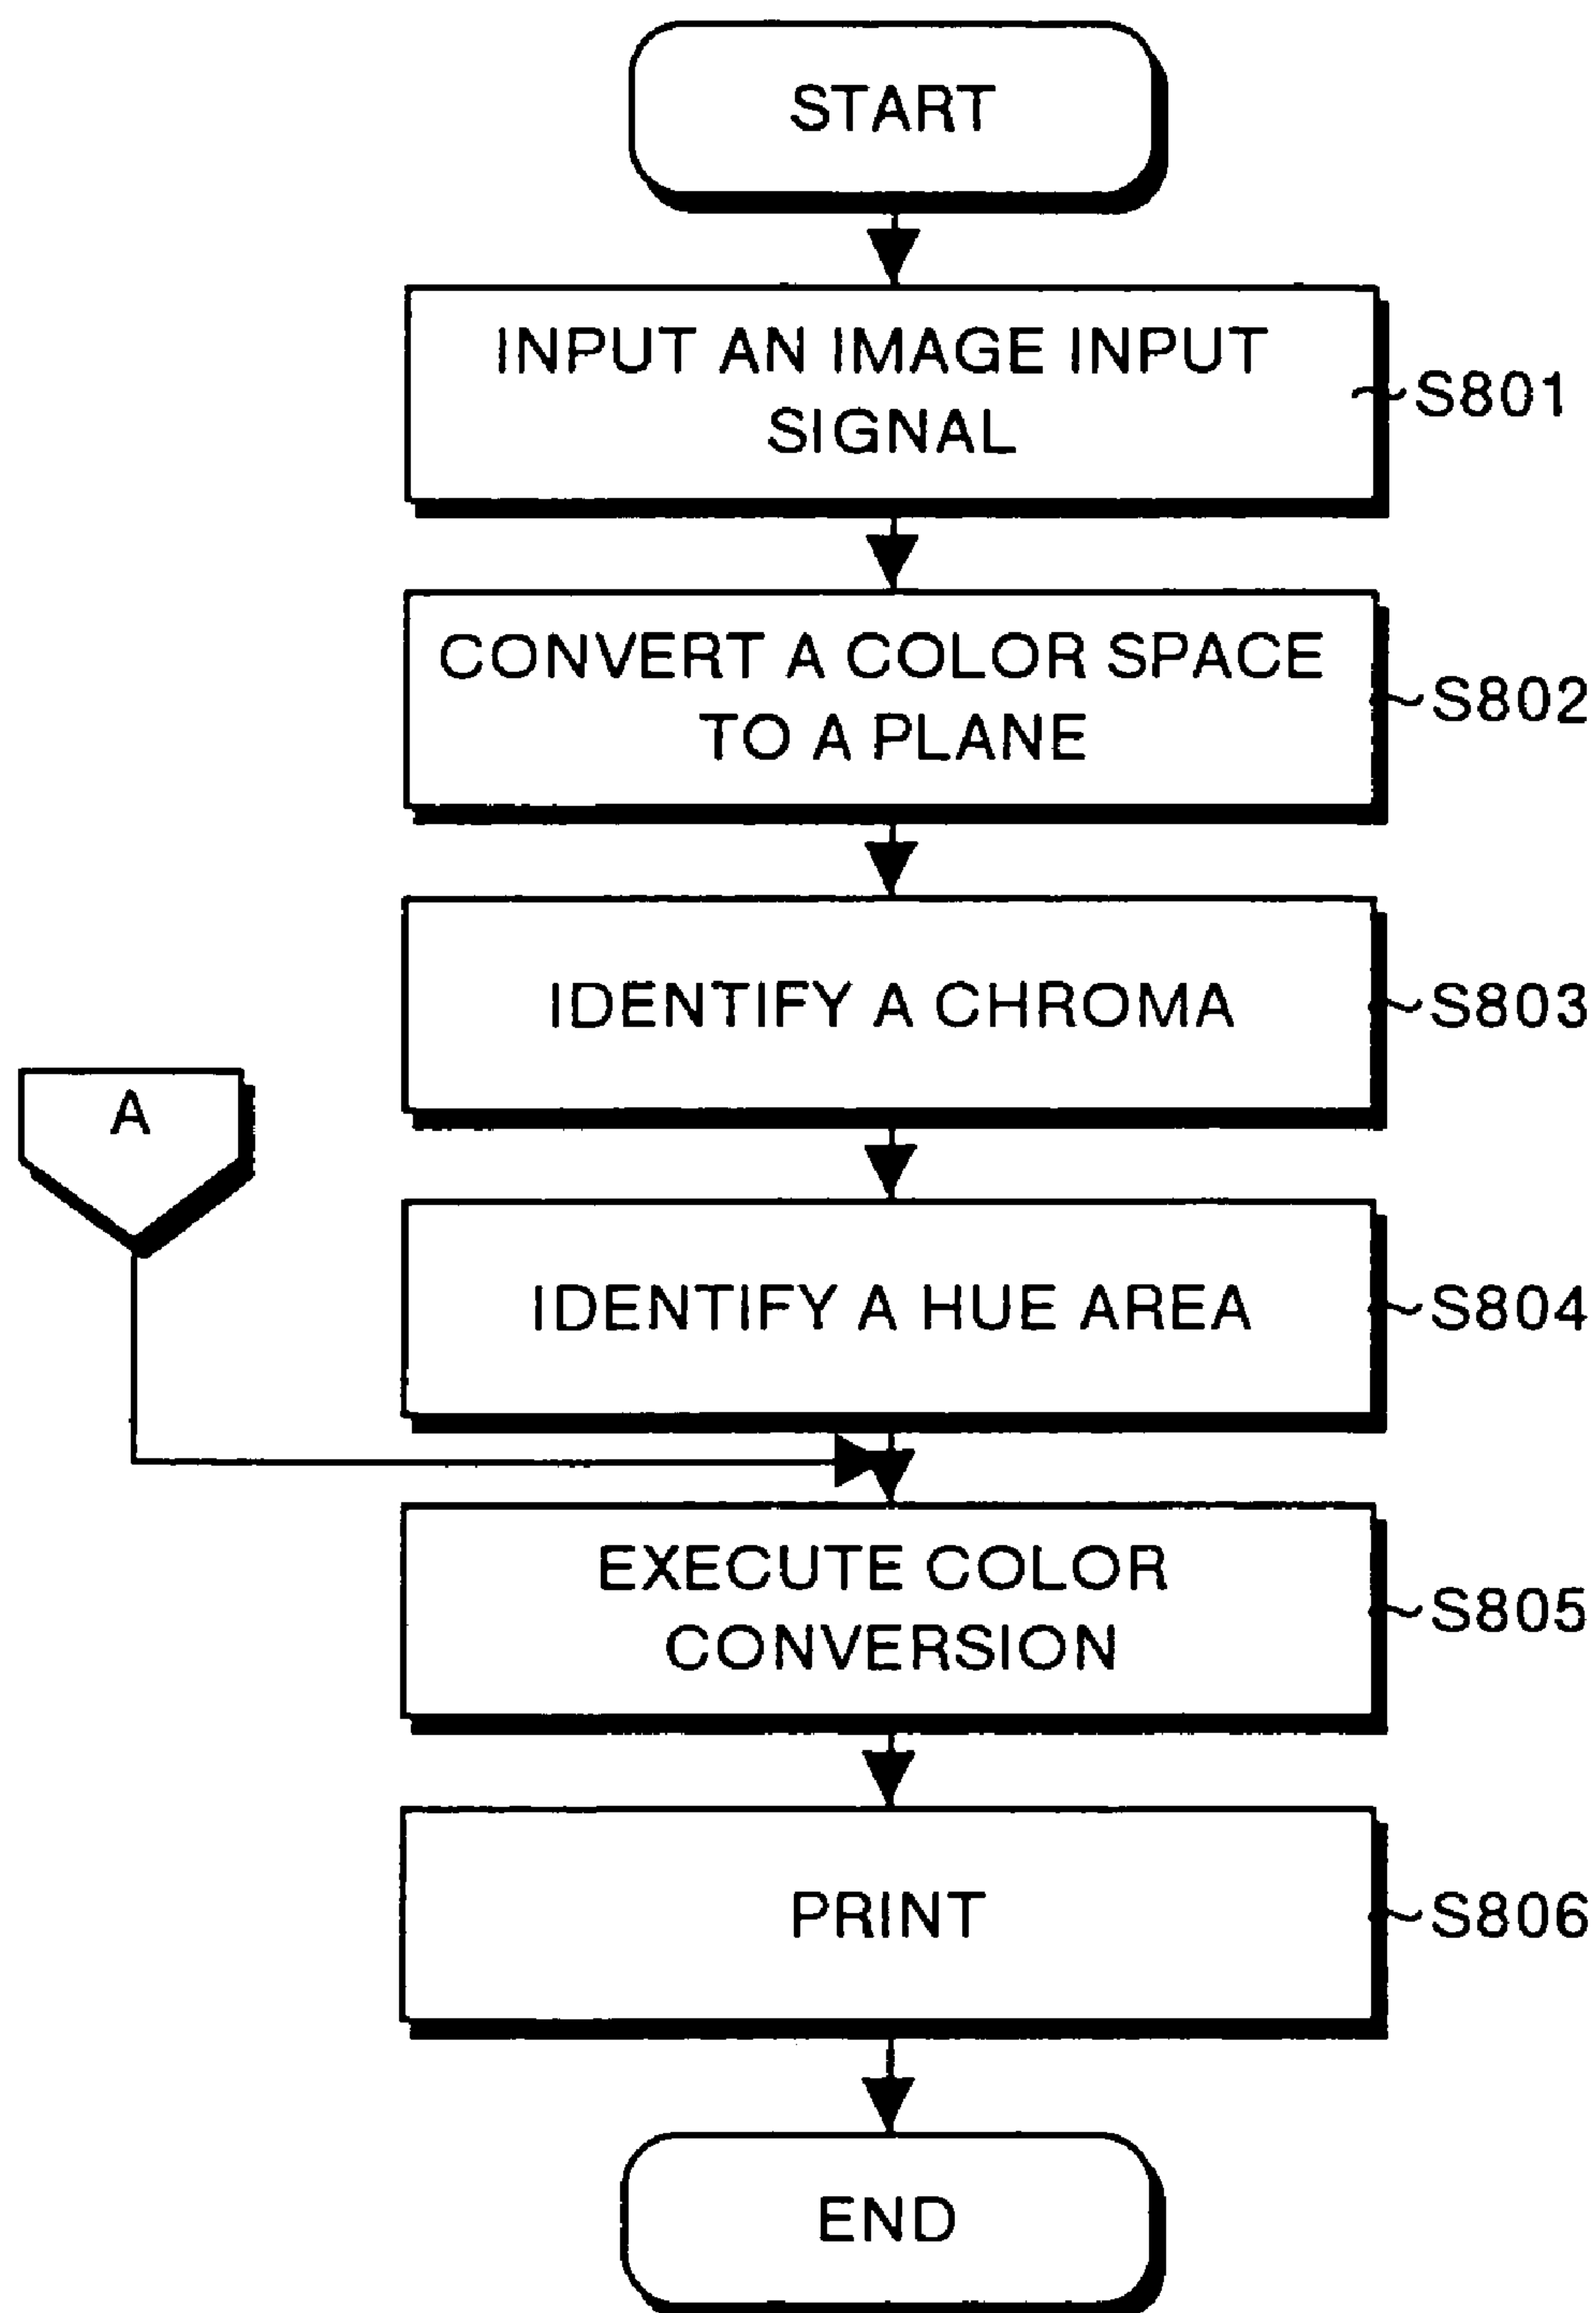 START
INPUT AN IMAGE INPUT
SIGNAL
S801
CONVERT A COLOR SPACE
TO A PLANE
S802
IDENTIFY A CHROMA
S803
A
IDENTIFY A HUE AREA
S804
EXECUTE COLOR
CONVERSION
S805
PRINT
S806
END